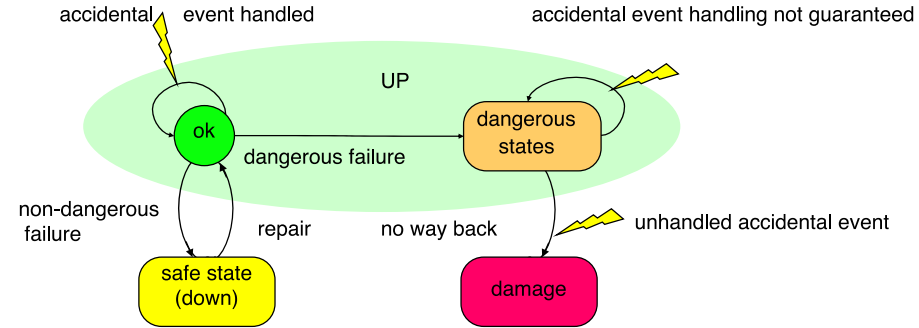 accidental event handled
accidental event handling not guaranteed
UP
ok
dangerous
states
dangerous failure
non-dangerous
failure
repair
no way back
unhandled accidental event
safe state
(down)
damage